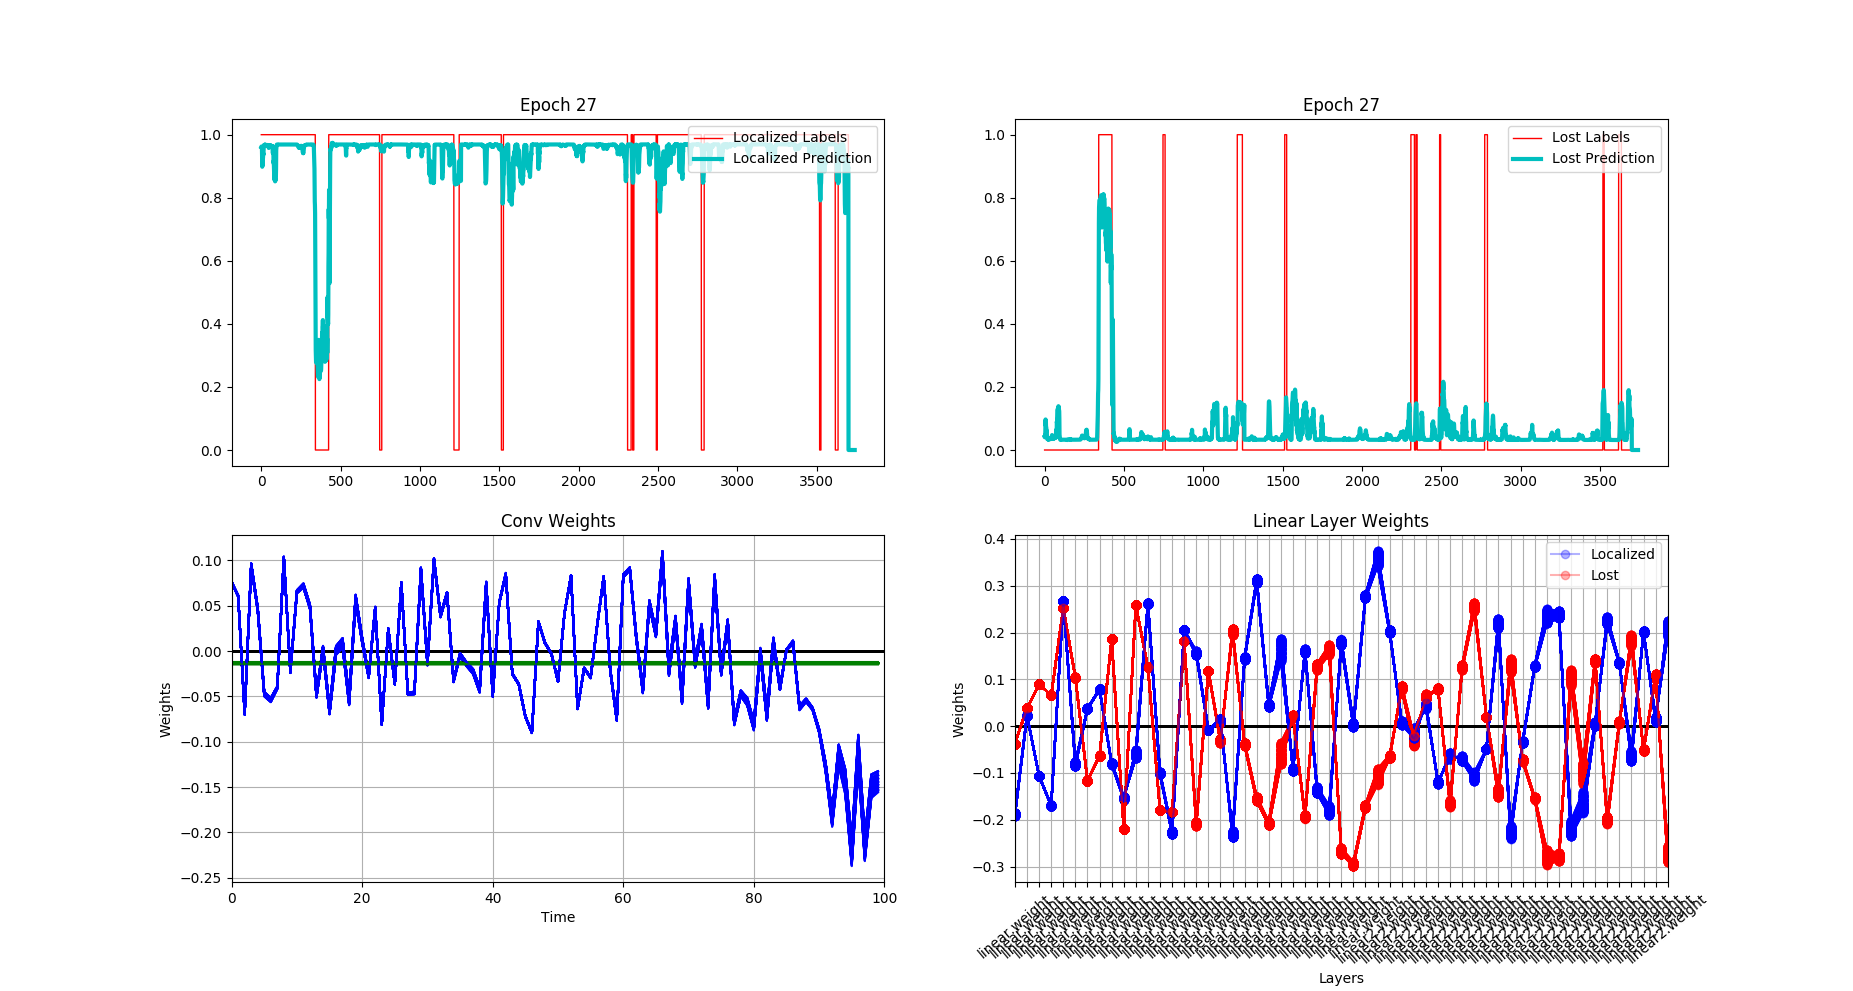 Epoch 27
1.0
0.8
0.6
0.4
0.2
0.0
Localized Labels
Localized Prediction
0 500 1000 1500 2000 2500 3000 3500
Epoch 27
1.0
0.8
0.6
0.4
0.2
0.0
Lost Labels
Lost Prediction
0 500 1000 1500 2000 2500 3000 3500
Conv Weights
Weights
0.10
0.05
0.00
−0.05
−0.10
−0.15
−0.20
−0.25
0 20 40 60 80 100
Time
Linear Layer Weights
Weights
0.4
0.3
0.2
0.1
0.0
−0.1
−0.2
−0.3
Localized
Lost
linear.weight
linear2.weight
Layers